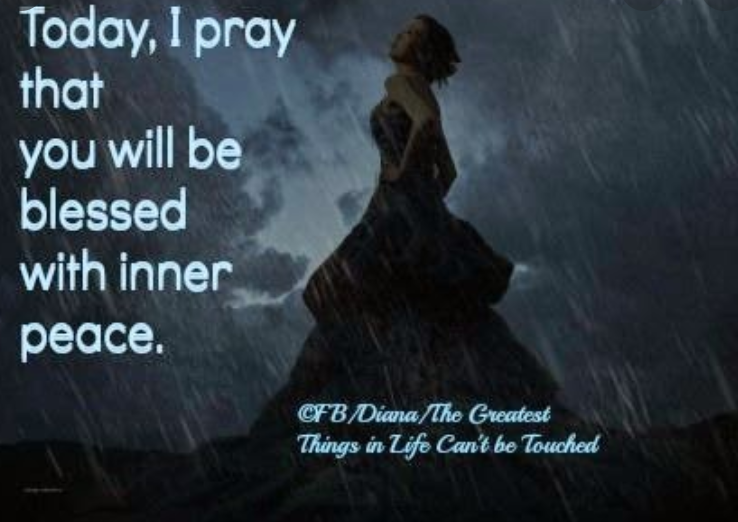 Today, I pray
that
you will be
blessed
with inner
peace.
©FB/Diana/The Greatest
Things in Life Can't be Touched